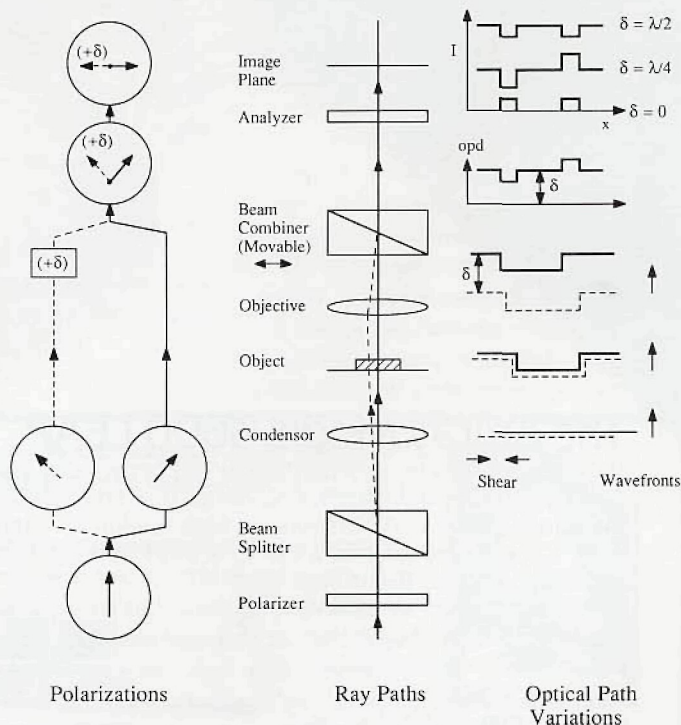 (+δ)
(+δ)
(+δ)
Polarizations
Image
Plane
Analyzer
Beam
Combiner
(Movable)
Objective
Object
Condensor
Beam
Splitter
Polarizer
Ray Paths
I
δ = λ/2
δ = λ/4
δ = 0
x
opd
δ
δ
Shear
Wavefronts
Optical Path
Variations